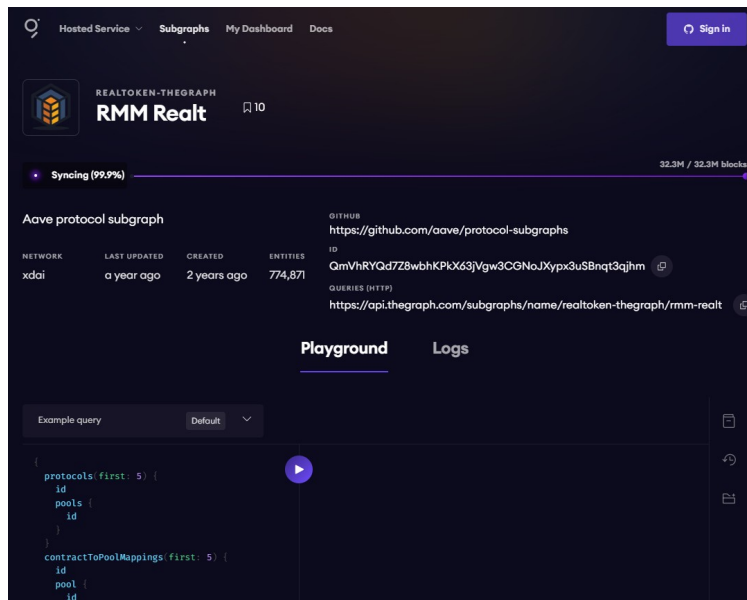 Hosted Service Subgraphs My Dashboard Docs Sign in
REALTOKEN-THEGRAPH
RMM Realt 10
32.3M / 32.3M blocks
Syncing (99.9%)
Aave protocol subgraph
NETWORK LAST UPDATED CREATED ENTITIES
xdai a year ago 2 years ago 774,871
GITHUB
https://github.com/aave/protocol-subgraphs
ID
QmVhRYQd7Z8wbhKPkX63jVgw3CGNoJXypx3uSBnqt3qjhm
QUERIES (HTTP)
https://api.thegraph.com/subgraphs/name/realtoken-thegraph/rmm-realt
Playground Logs
Example query Default
{
protocols(first: 5) {
id
pools {
id
}
}
contractToPoolMappings(first: 5) {
id
pool {
id